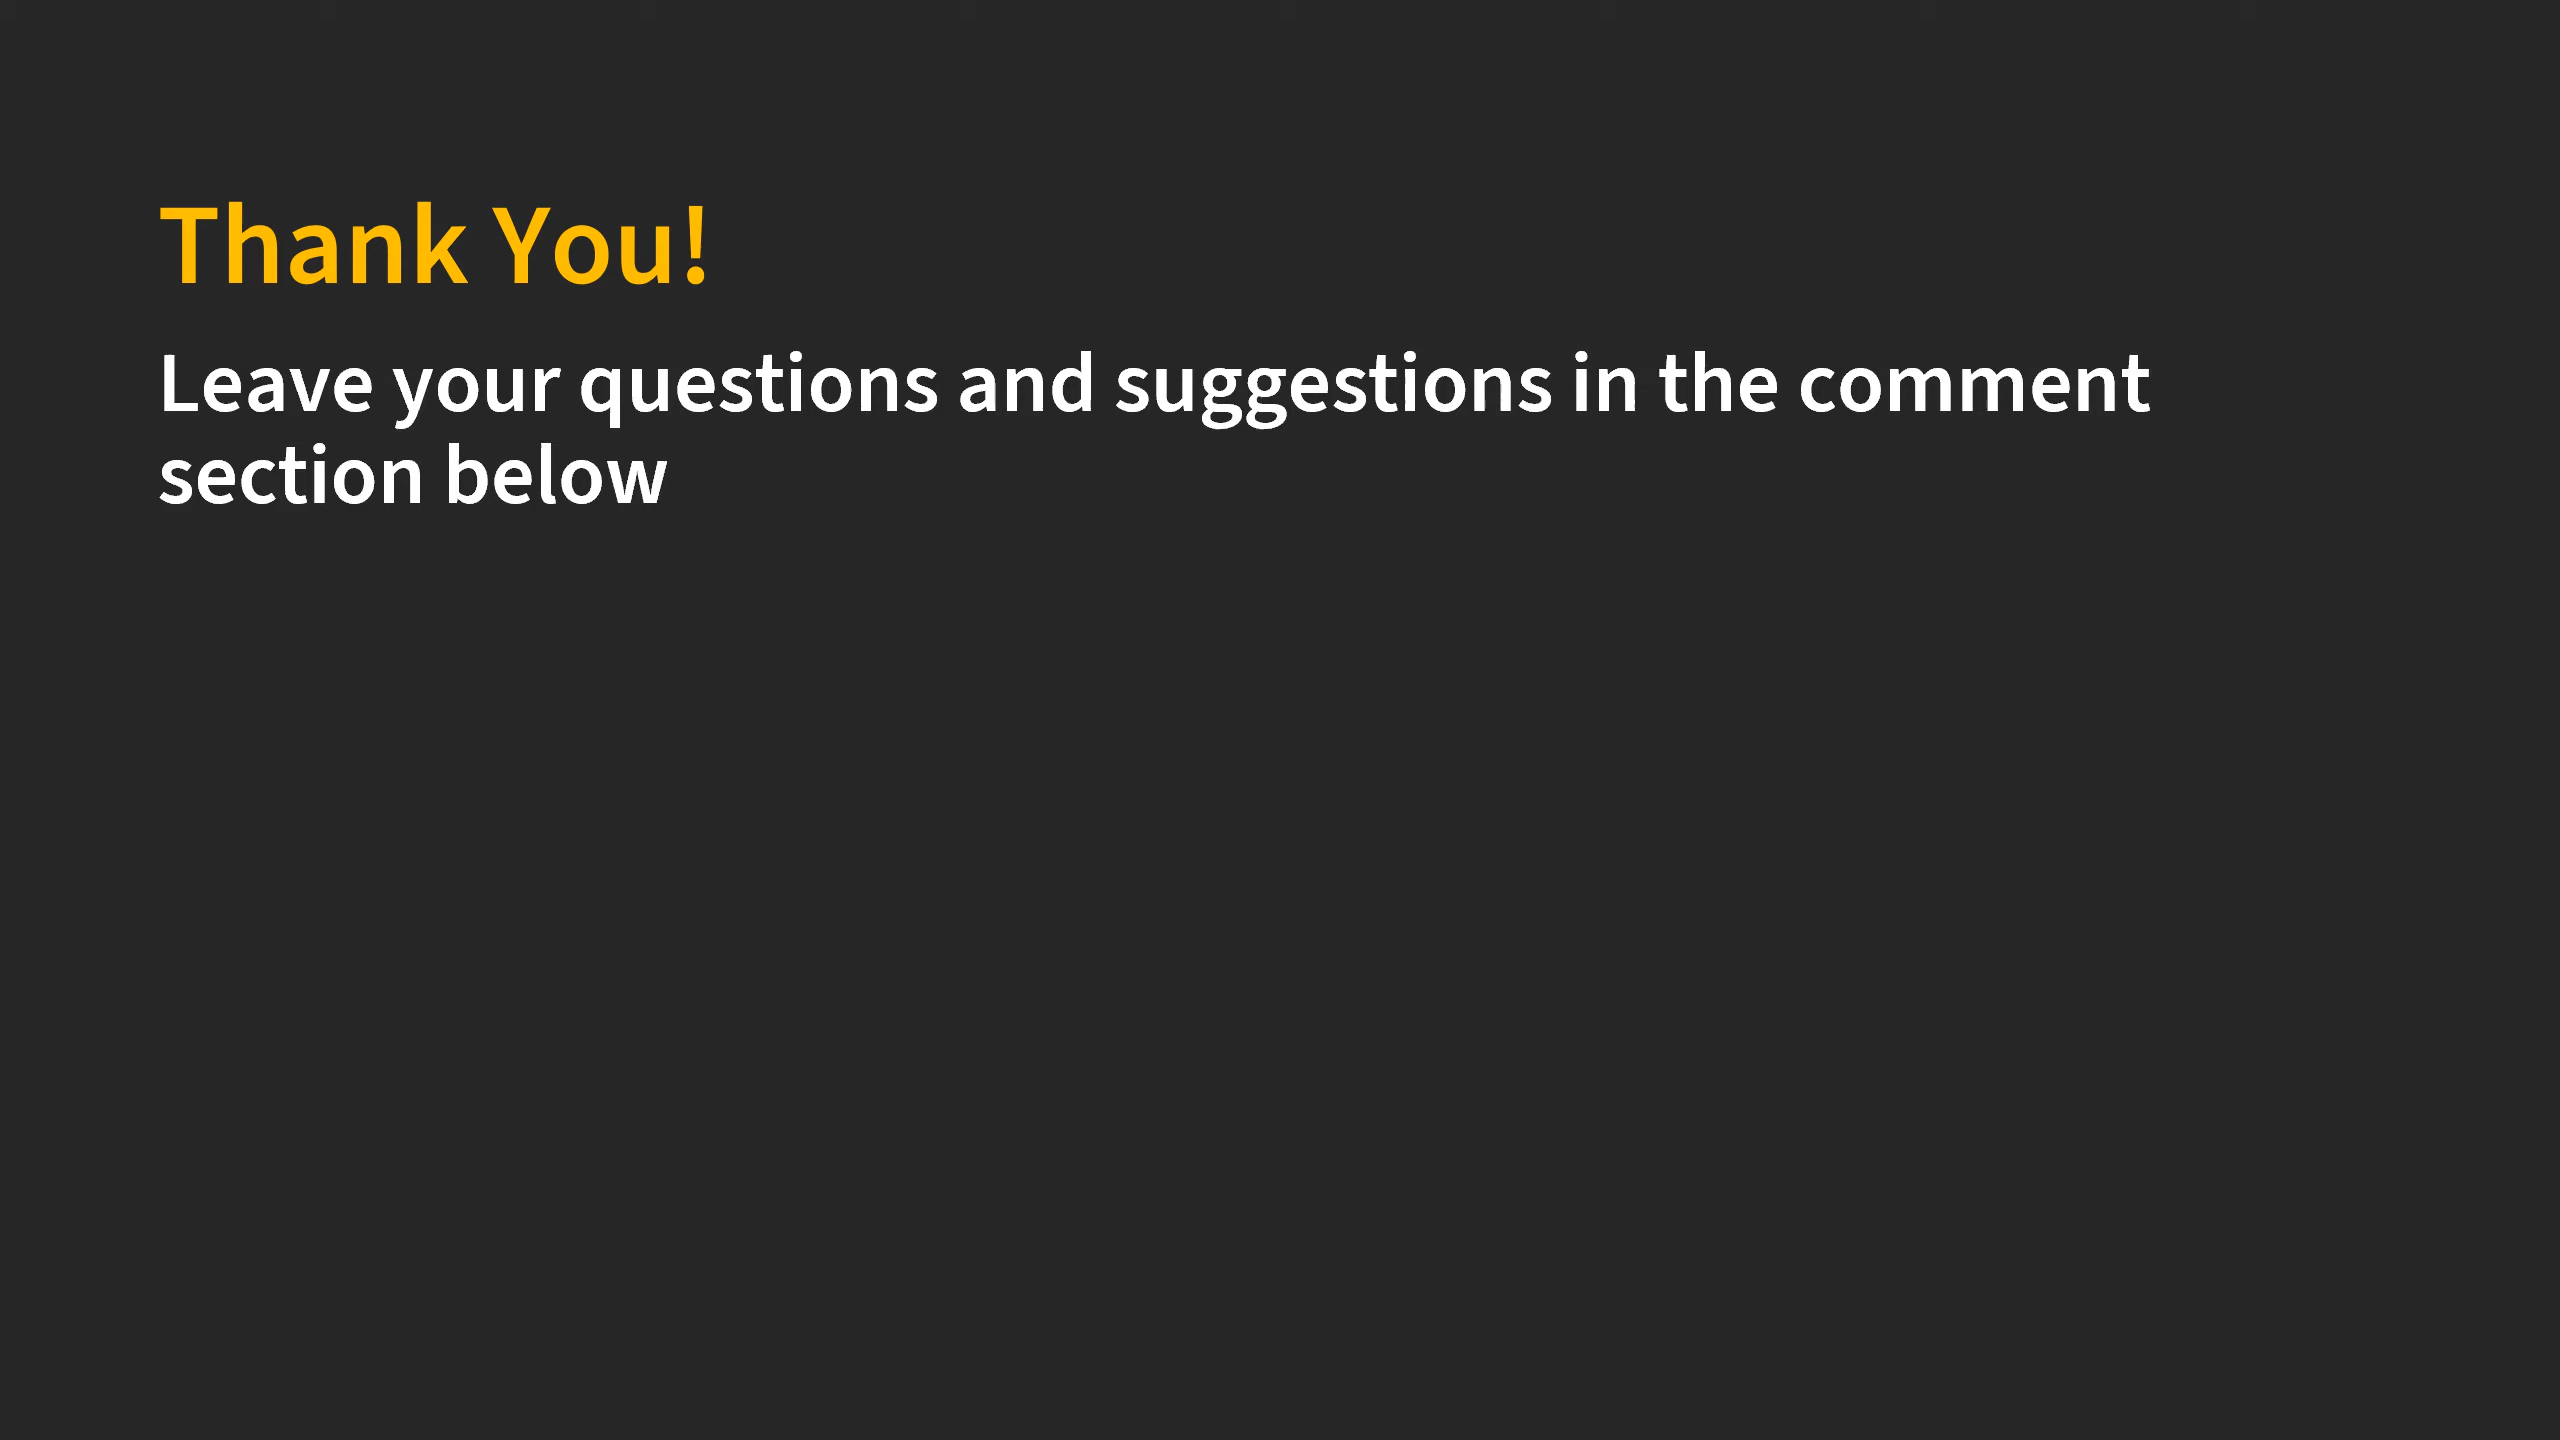 Thank You!
Leave your questions and suggestions in the comment
section below